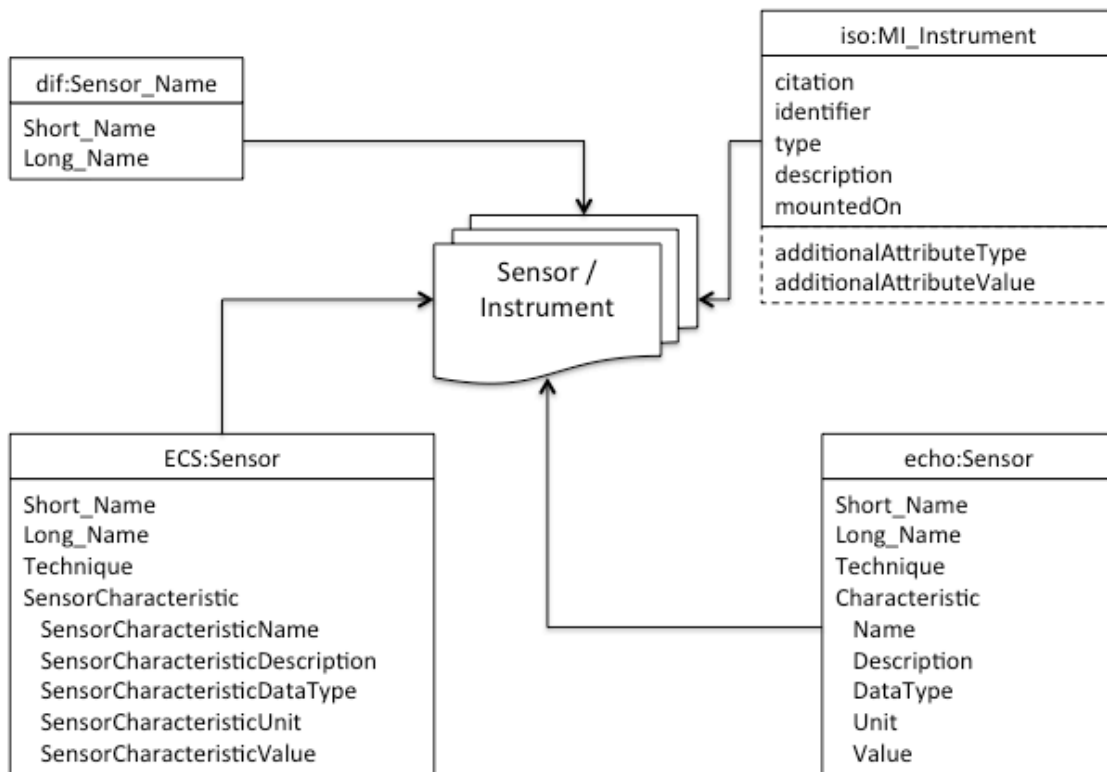 dif:Sensor_Name
Short_Name
Long_Name
iso:MI_Instrument
citation
identifier
type
description
mountedOn
additionalAttributeType
additionalAttributeValue
Sensor /
Instrument
ECS:Sensor
Short_Name
Long_Name
Technique
SensorCharacteristic
SensorCharacteristicName
SensorCharacteristicDescription
SensorCharacteristicDataType
SensorCharacteristicUnit
SensorCharacteristicValue
echo:Sensor
Short_Name
Long_Name
Technique
Characteristic
Name
Description
DataType
Unit
Value